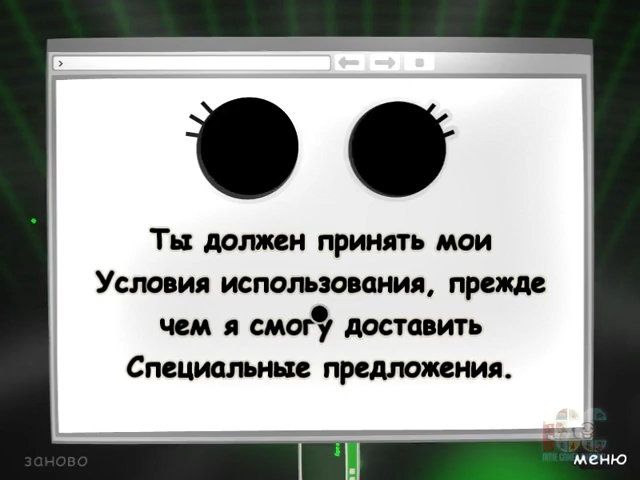 >
Ты должен принять мои
Условия использования, прежде
чем я смогу доставить
Специальные предложения.
заново
меню